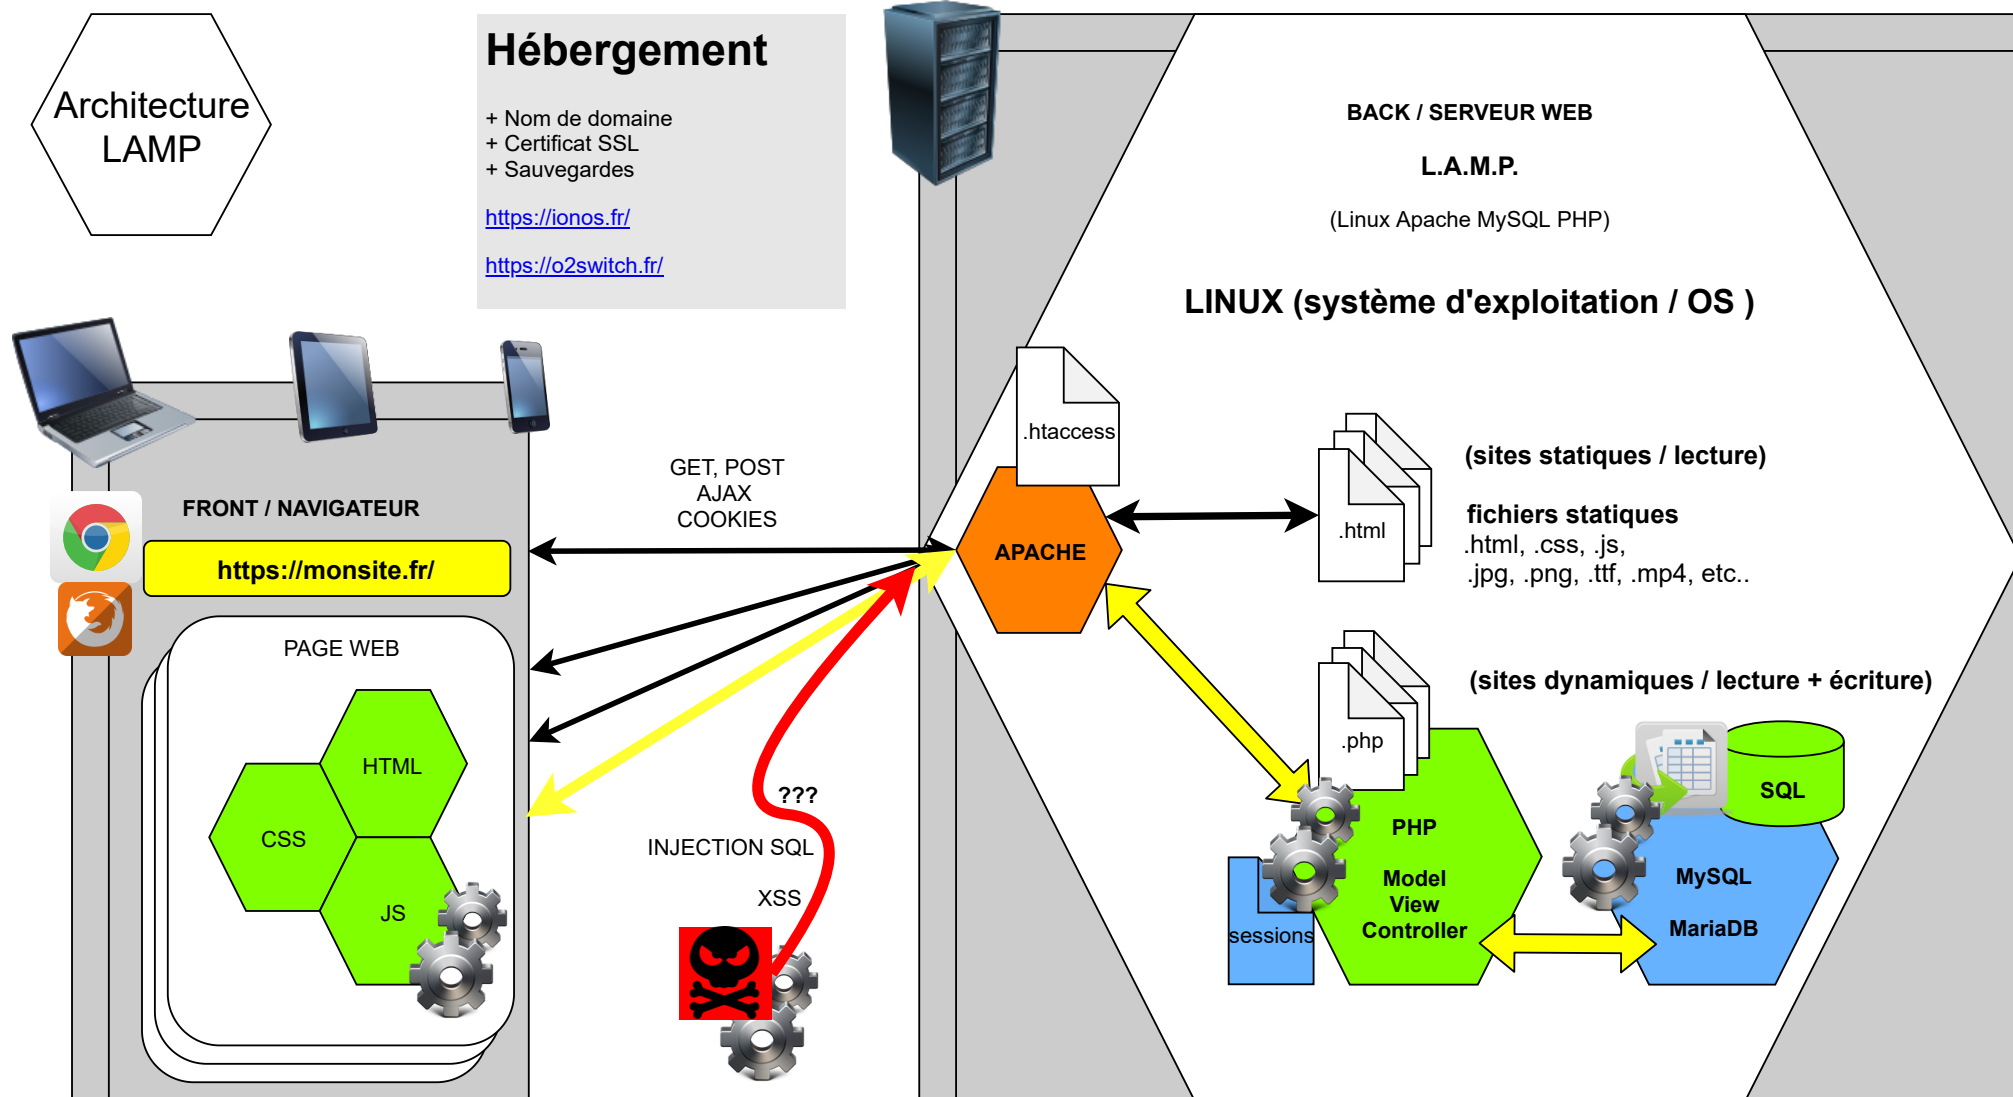 Architecture
LAMP
Hébergement
+ Nom de domaine
+ Certificat SSL
+ Sauvegardes
https://ionos.fr/
https://o2switch.fr/
BACK / SERVEUR WEB
L.A.M.P.
(Linux Apache MySQL PHP)
LINUX (système d'exploitation / OS )
.htaccess
APACHE
.html
(sites statiques / lecture)
fichiers statiques
.html, .css, .js,
.jpg, .png, .ttf, .mp4, etc..
GET, POST
AJAX
COOKIES
FRONT / NAVIGATEUR
https://monsite.fr/
PAGE WEB
HTML
CSS
JS
???
INJECTION SQL
XSS
(sites dynamiques / lecture + écriture)
.php
PHP
Model
View
Controller
sessions
SQL
MySQL
MariaDB